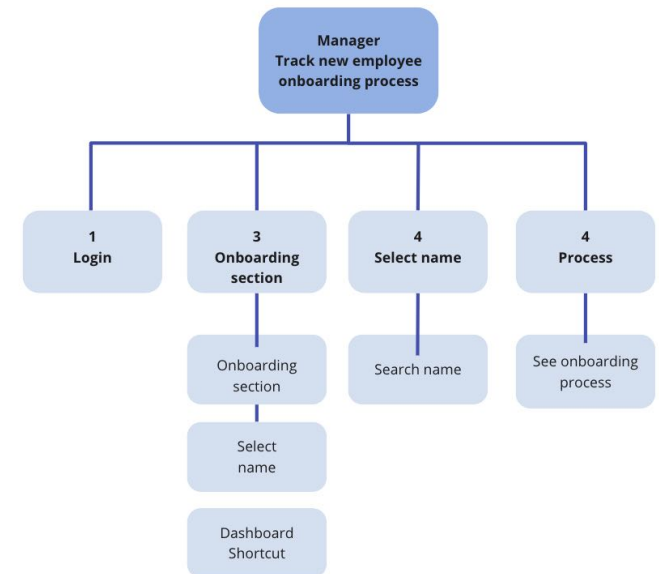 Manager
Track new employee
onboarding process
1
Login
3
Onboarding
section
4
Select name
4
Process
Onboarding
section
Search name
See onboarding
process
Select
name
Dashboard
Shortcut